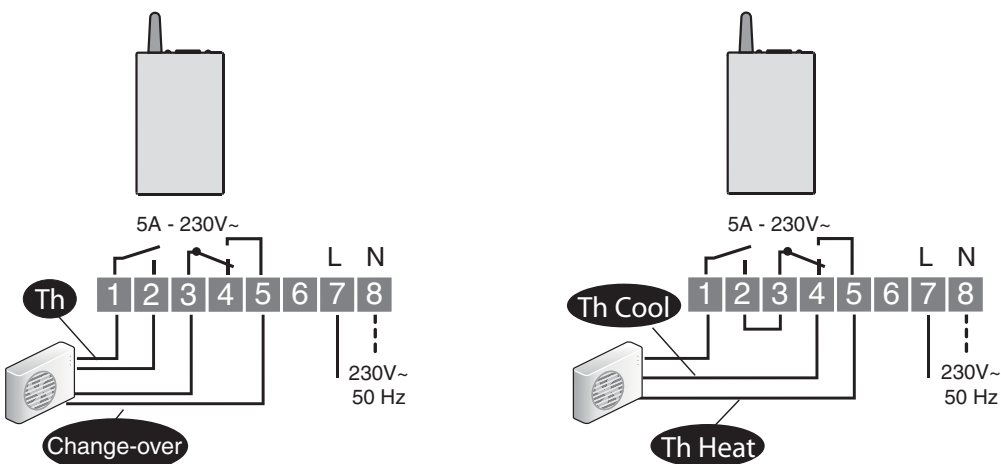 5A - 230V~
L N
1 2 3 4 5 6 7 8
Th
230V~
50 Hz
Change-over
5A - 230V~
L N
1 2 3 4 5 6 7 8
Th Cool
230V~
50 Hz
Th Heat